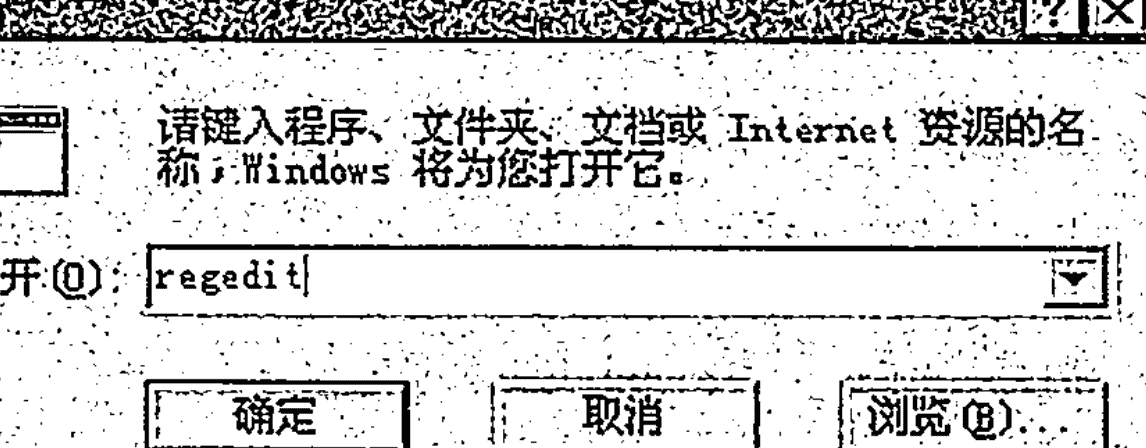 请键入程序、文件夹、文档或 Internet 资源的名
称，Windows 将为您打开它。
开(O):
regedit
确定
取消
浏览(B)...